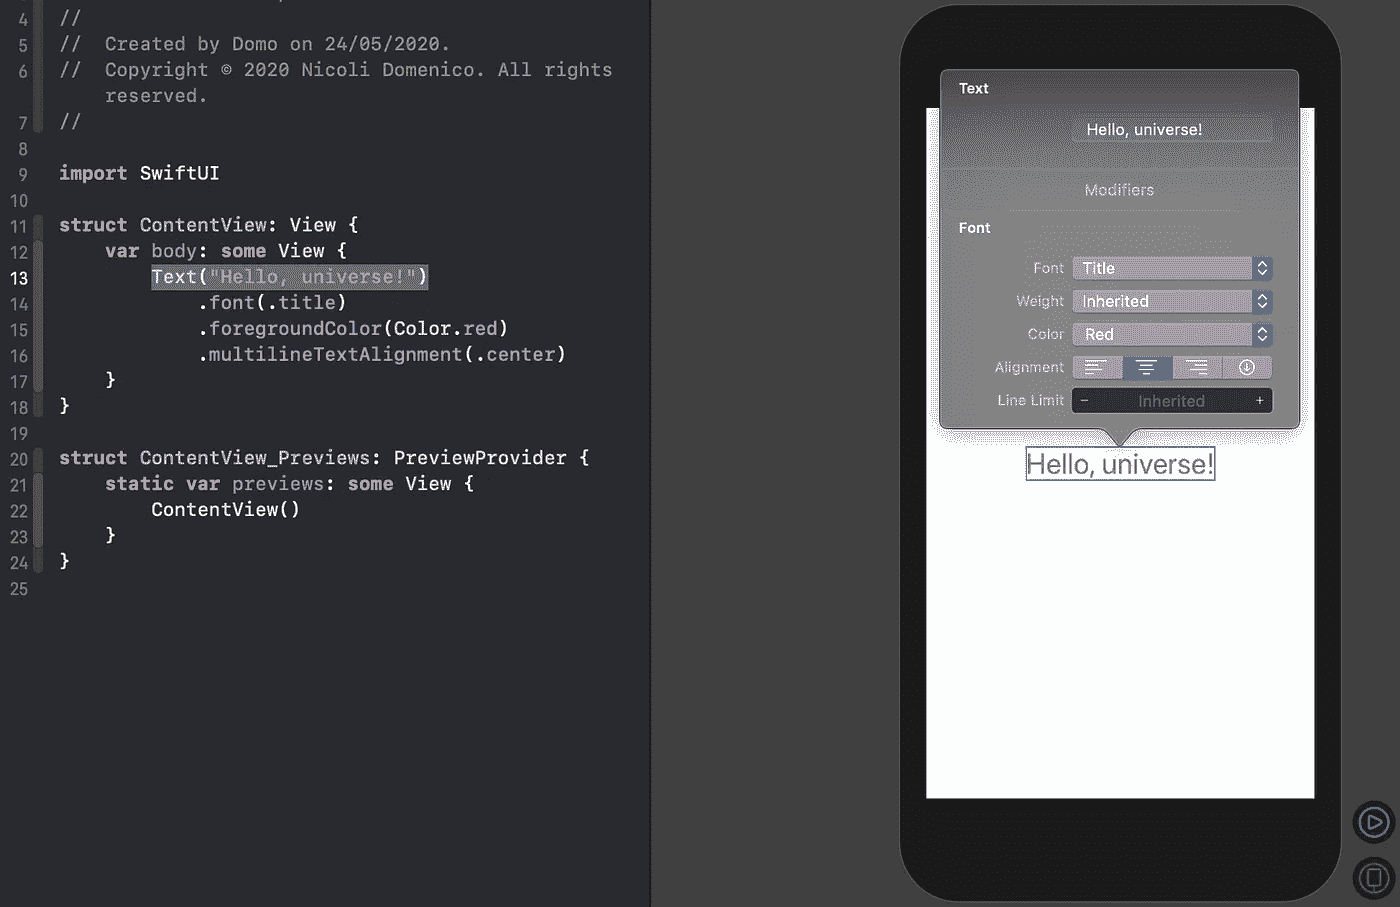 4 //
5 //  Created by Domo on 24/05/2020.
6 //  Copyright © 2020 Nicoli Domenico. All rights
reserved.
7 //
8
9 import SwiftUI
10
11 struct ContentView: View {
12     var body: some View {
13         Text("Hello, universe!")
14             .font(.title)
15             .foregroundColor(Color.red)
16             .multilineTextAlignment(.center)
17     }
18 }
19
20 struct ContentView_Previews: PreviewProvider {
21     static var previews: some View {
22         ContentView()
23     }
24 }
25
Text
Hello, universe!
Modifiers
Font
Font Title
Weight Inherited
Color Red
Alignment
Line Limit − Inherited +
Hello, universe!